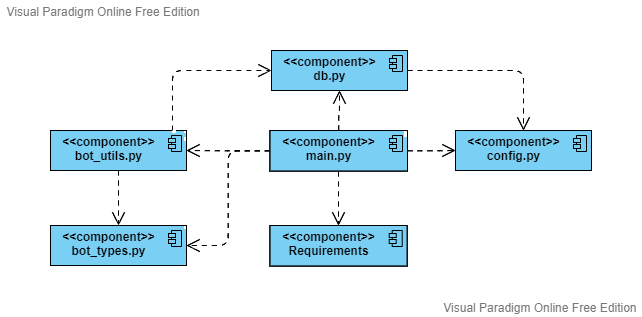 Visual Paradigm Online Free Edition
<<component>>
db.py
<<component>>
bot_utils.py
<<component>>
main.py
<<component>>
config.py
<<component>>
bot_types.py
<<component>>
Requirements
Visual Paradigm Online Free Edition